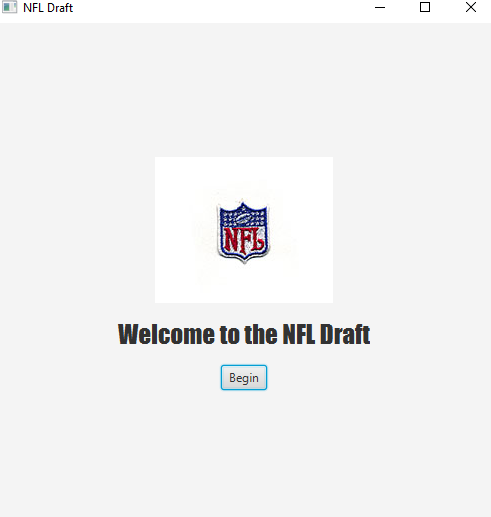 NFL Draft
NFL
Welcome to the NFL Draft
Begin